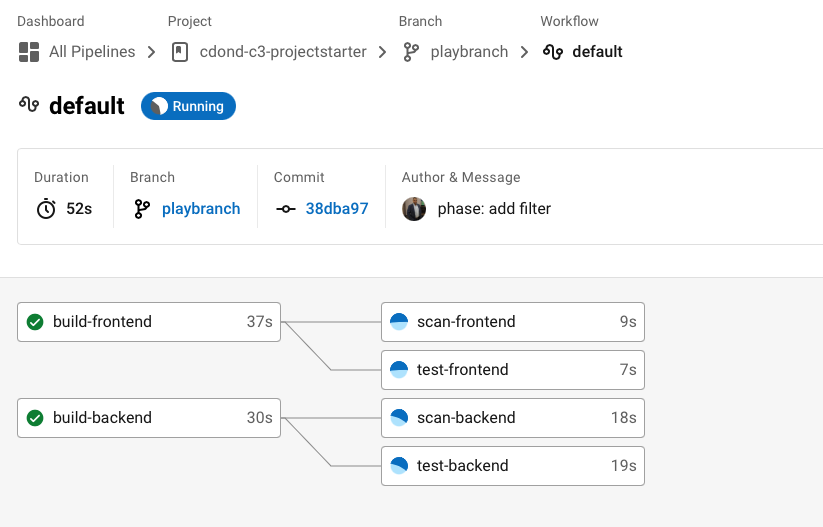 Dashboard Project Branch Workflow
All Pipelines cdond-c3-projectstarter playbranch default
default Running
Duration Branch Commit Author & Message
52s playbranch 38dba97 phase: add filter
build-frontend 37s scan-frontend 9s
test-frontend 7s
build-backend 30s scan-backend 18s
test-backend 19s